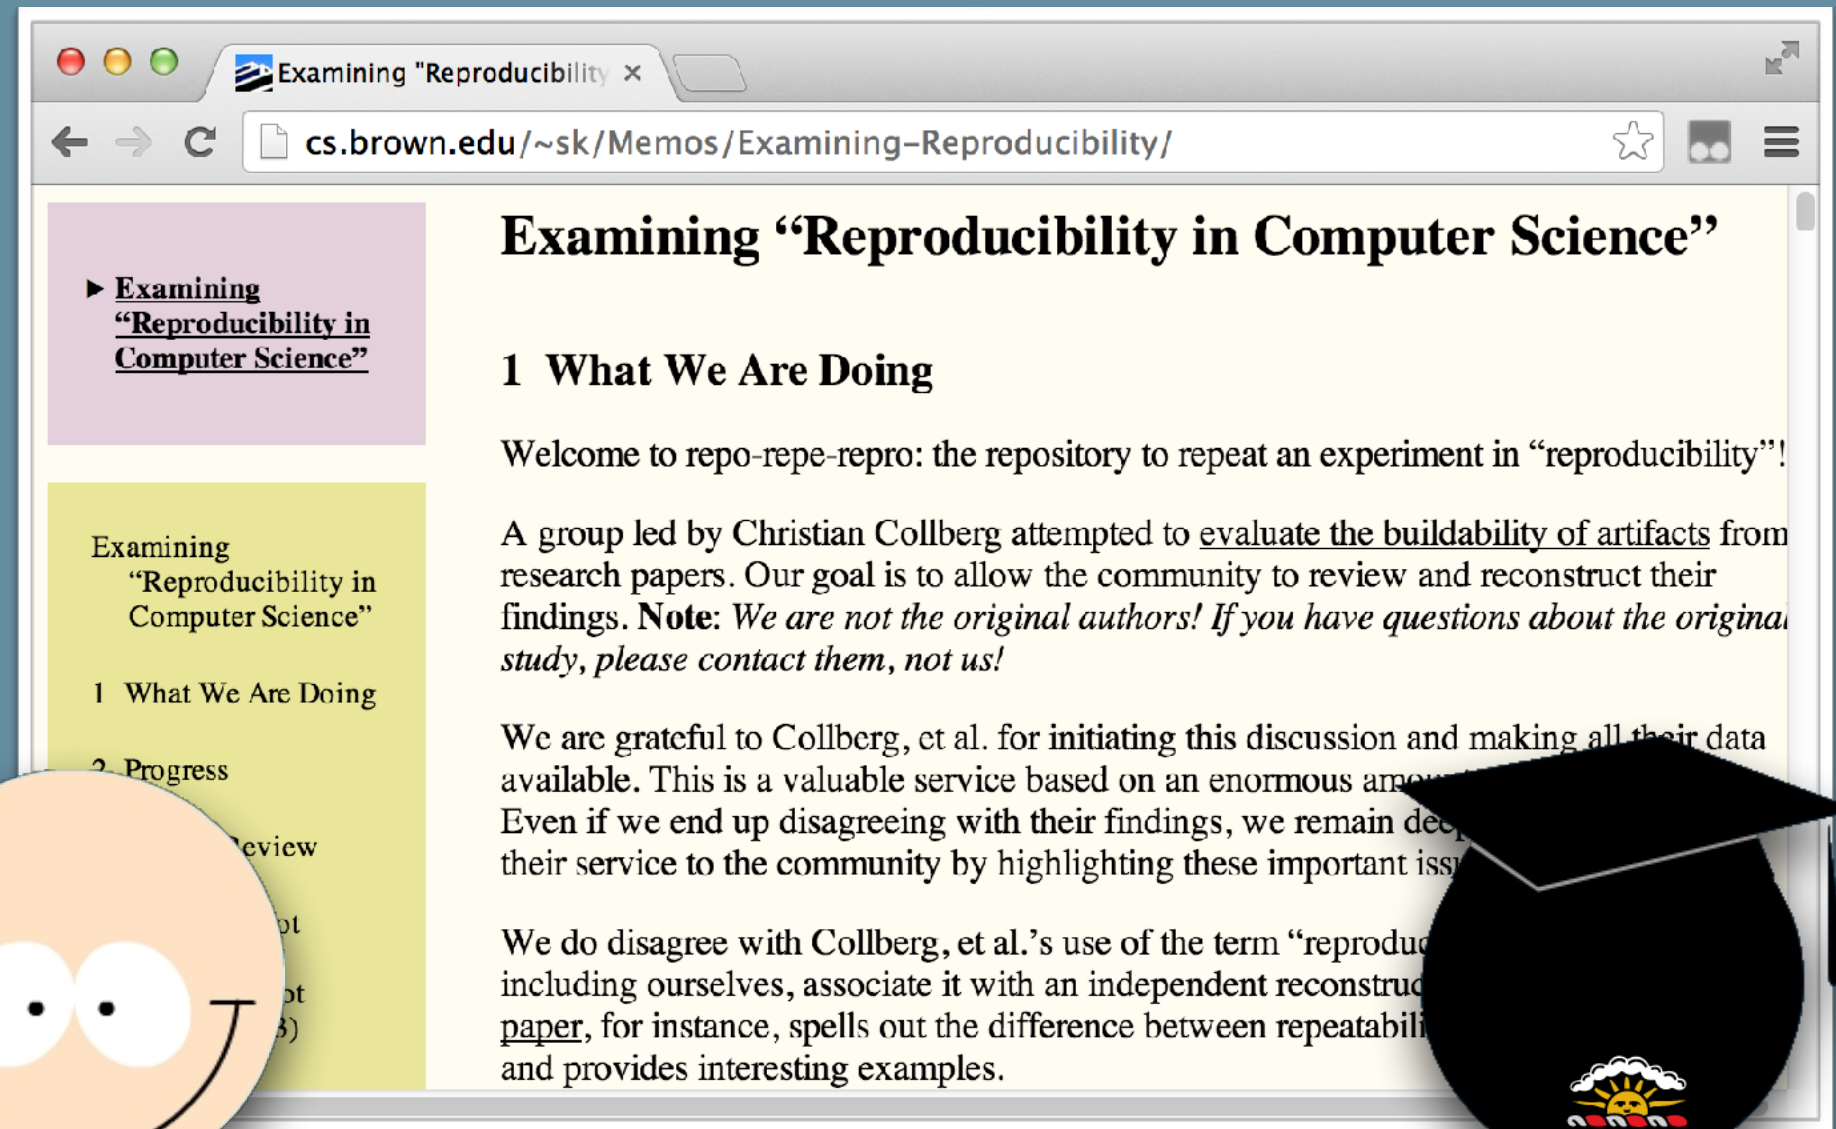 Examining "Reproducibility
cs.brown.edu/~sk/Memos/Examining-Reproducibility/
Examining
“Reproducibility in
Computer Science”
Examining
“Reproducibility in
Computer Science”
1 What We Are Doing
2 Progress
Examining “Reproducibility in Computer Science”
1 What We Are Doing
Welcome to repo-repe-repro: the repository to repeat an experiment in “reproducibility”!
A group led by Christian Collberg attempted to evaluate the buildability of artifacts from
research papers. Our goal is to allow the community to review and reconstruct their
findings. Note: We are not the original authors! If you have questions about the original
study, please contact them, not us!
We are grateful to Collberg, et al. for initiating this discussion and making all their data
available. This is a valuable service based on an enormous
Even if we end up disagreeing with their findings, we remain
their service to the community by highlighting these important
We do disagree with Collberg, et al.’s use of the term
including ourselves, associate it with an independent
paper, for instance, spells out the difference between
and provides interesting examples.